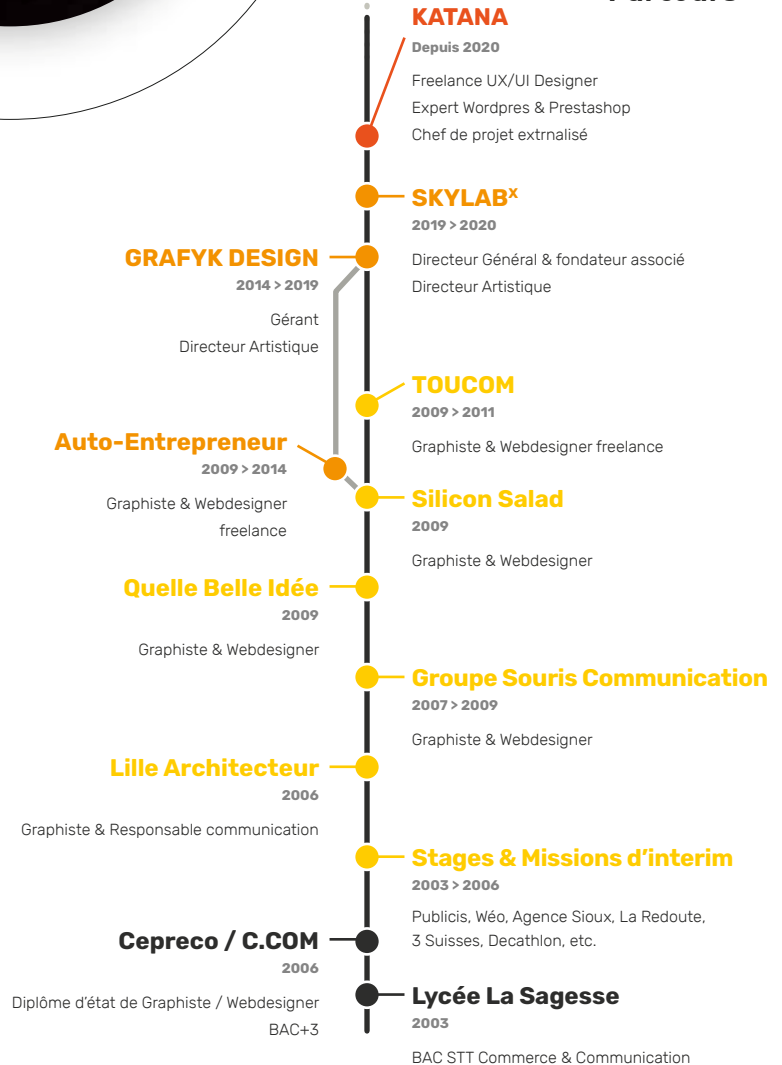 KATANA
Depuis 2020
Freelance UX/UI Designer
Expert Wordpres & Prestashop
Chef de projet extrnalisé
SKYLABˣ
2019 > 2020
Directeur Général & fondateur associé
Directeur Artistique
GRAFYK DESIGN
2014 > 2019
Gérant
Directeur Artistique
TOUCOM
2009 > 2011
Graphiste & Webdesigner freelance
Auto-Entrepreneur
2009 > 2014
Graphiste & Webdesigner
freelance
Silicon Salad
2009
Graphiste & Webdesigner
Quelle Belle Idée
2009
Graphiste & Webdesigner
Groupe Souris Communication
2007 > 2009
Graphiste & Webdesigner
Lille Architecteur
2006
Graphiste & Responsable communication
Stages & Missions d’interim
2003 > 2006
Publicis, Wéo, Agence Sioux, La Redoute,
3 Suisses, Decathlon, etc.
Cepreco / C.COM
2006
Diplôme d’état de Graphiste / Webdesigner
BAC+3
Lycée La Sagesse
2003
BAC STT Commerce & Communication